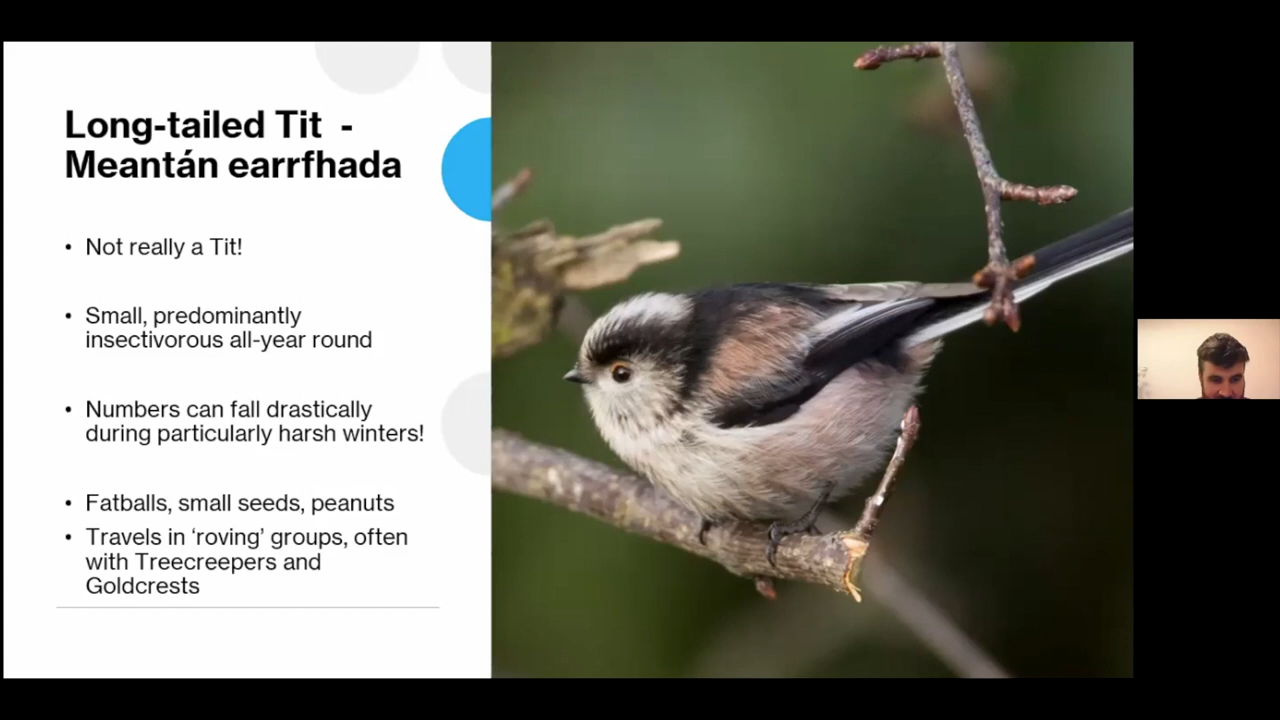 Long-tailed Tit -
Meantán earrfhada
• Not really a Tit!
• Small, predominantly
insectivorous all-year round
• Numbers can fall drastically
during particularly harsh winters!
• Fatballs, small seeds, peanuts
• Travels in ‘roving’ groups, often
with Treecreepers and
Goldcrests